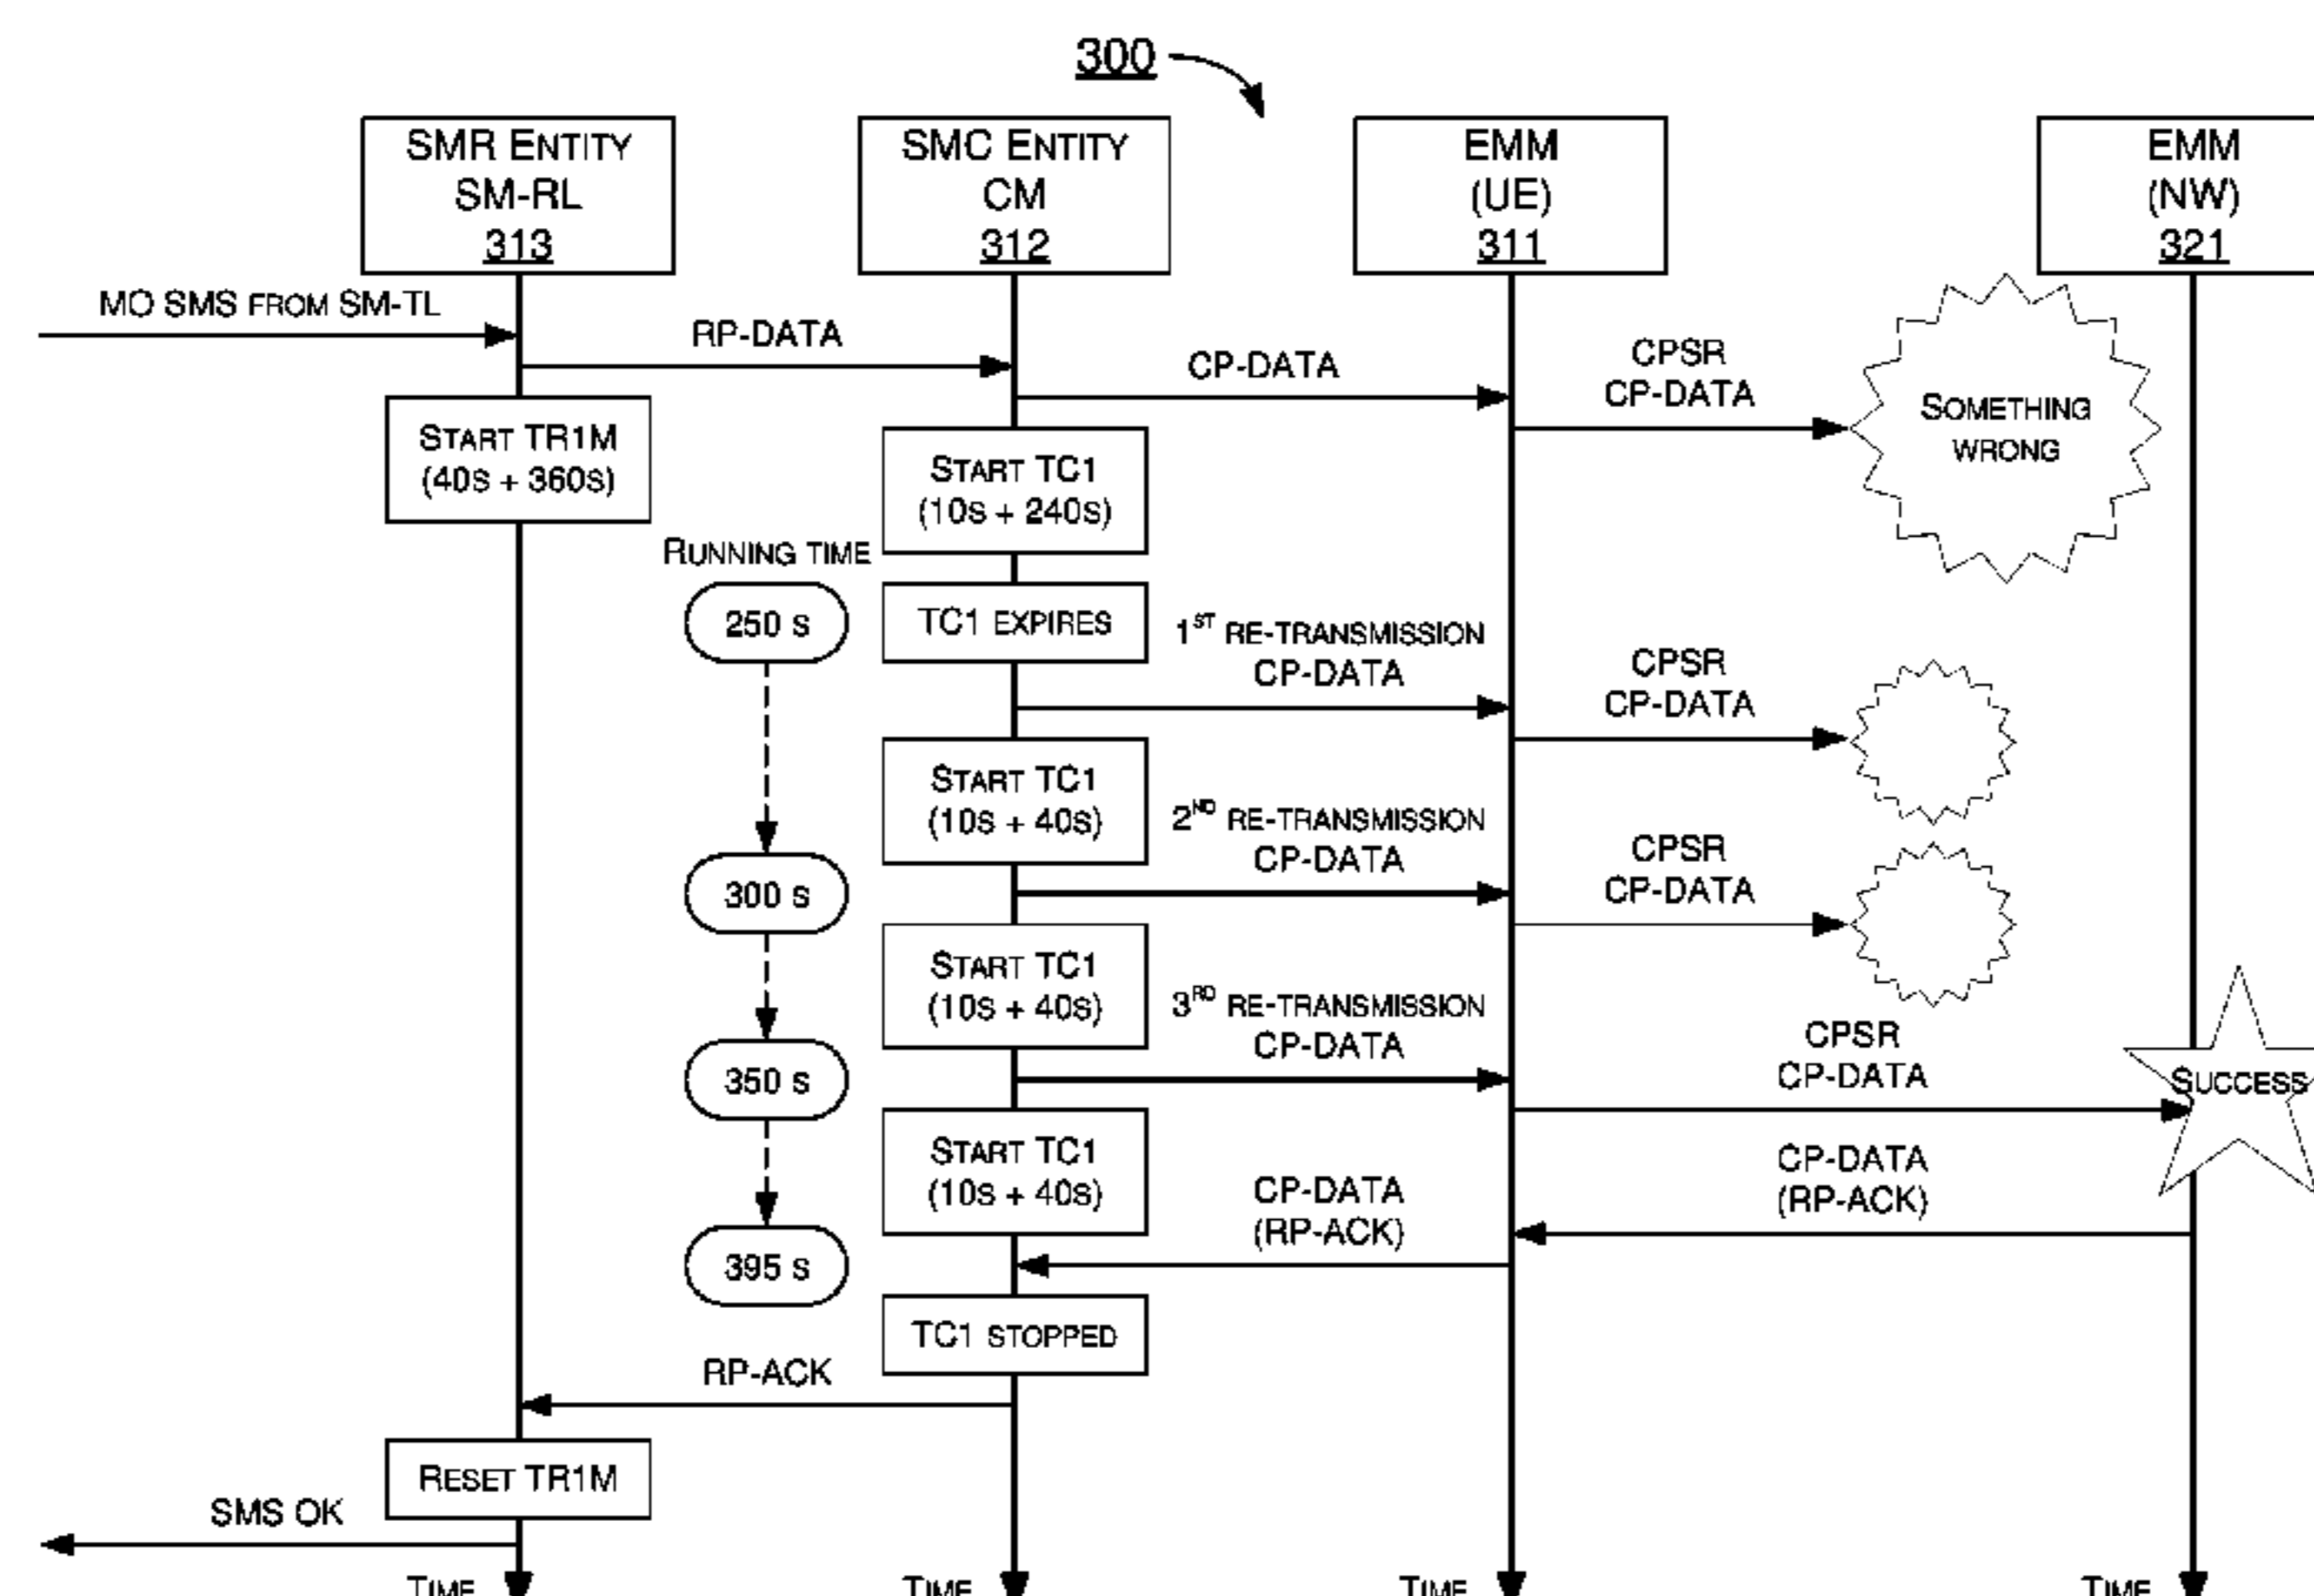 300
SMR ENTITY
SM-RL
313
SMC ENTITY
CM
312
EMM
(UE)
311
EMM
(NW)
321
MO SMS FROM SM-TL
RP-DATA
CP-DATA
CPSR
CP-DATA
SOMETHING
WRONG
START TR1M
(40S + 360S)
START TC1
(10S + 240S)
RUNNING TIME
250 S
TC1 EXPIRES
1ST RE-TRANSMISSION
CP-DATA
CPSR
CP-DATA
START TC1
(10S + 40S)
2ND RE-TRANSMISSION
CP-DATA
CPSR
CP-DATA
300 S
START TC1
(10S + 40S)
3RD RE-TRANSMISSION
CP-DATA
CPSR
CP-DATA
SUCCESS
350 S
START TC1
(10S + 40S)
CP-DATA
(RP-ACK)
CP-DATA
(RP-ACK)
395 S
TC1 STOPPED
RP-ACK
RESET TR1M
SMS OK
TIME
TIME
TIME
TIME